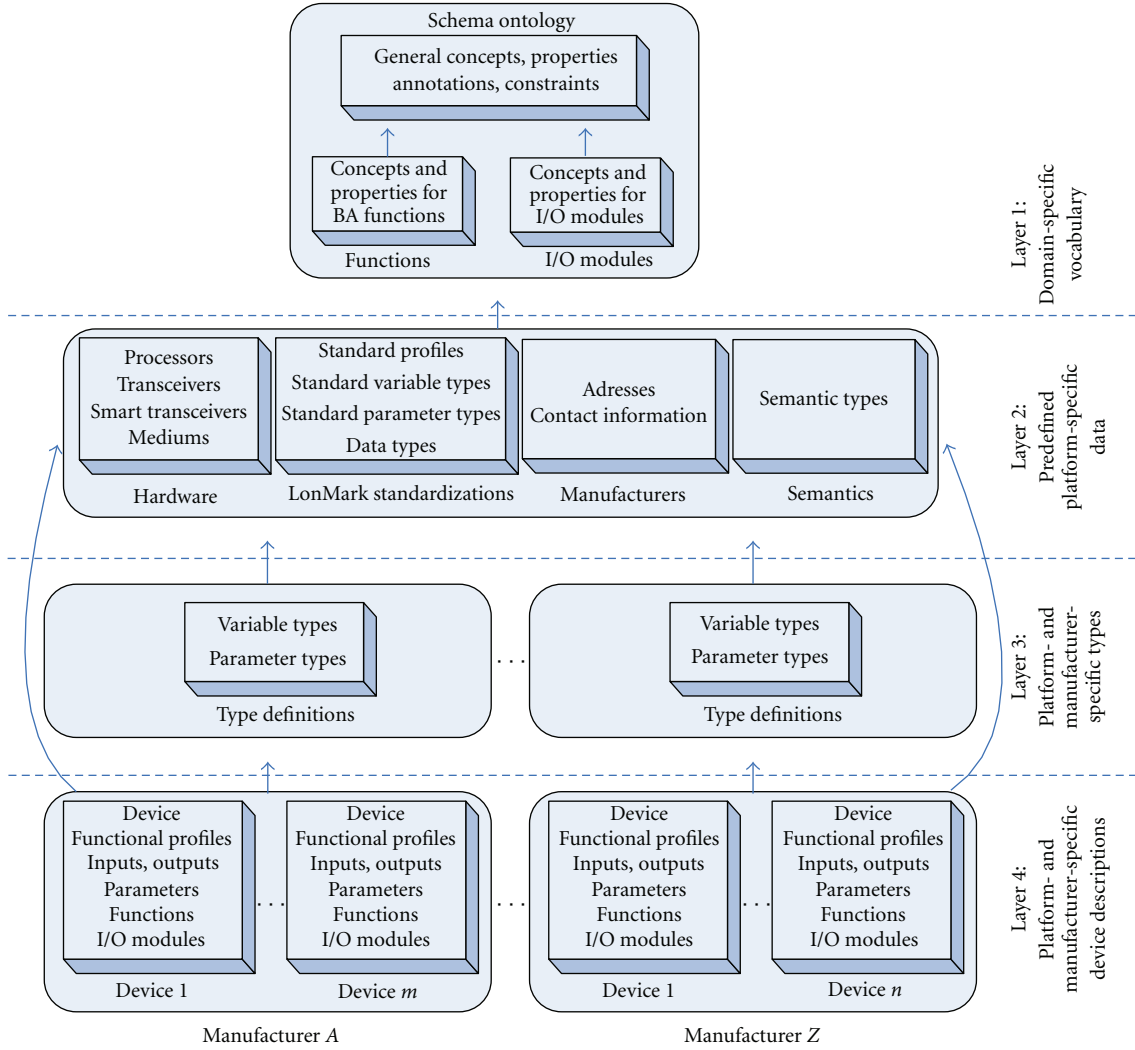 Schema ontology
General concepts, properties
annotations, constraints
Concepts and
properties for
BA functions
Functions
Concepts and
properties for
I/O modules
I/O modules
Layer 1:
Domain-specific
vocabulary
Processors
Transceivers
Smart transceivers
Mediums
Hardware
Standard profiles
Standard variable types
Standard parameter types
Data types
LonMark standardizations
Adresses
Contact information
Manufacturers
Semantic types
Semantics
Layer 2:
Predefined
platform-specific
data
Variable types
Parameter types
Type definitions
. . .
Variable types
Parameter types
Type definitions
Layer 3:
Platform- and
manufacturer-
specific types
Device
Functional profiles
Inputs, outputs
Parameters
Functions
I/O modules
Device 1
. . .
Device
Functional profiles
Inputs, outputs
Parameters
Functions
I/O modules
Device m
Manufacturer A
. . .
Device
Functional profiles
Inputs, outputs
Parameters
Functions
I/O modules
Device 1
. . .
Device
Functional profiles
Inputs, outputs
Parameters
Functions
I/O modules
Device n
Manufacturer Z
Layer 4:
Platform- and
manufacturer-specific
device descriptions